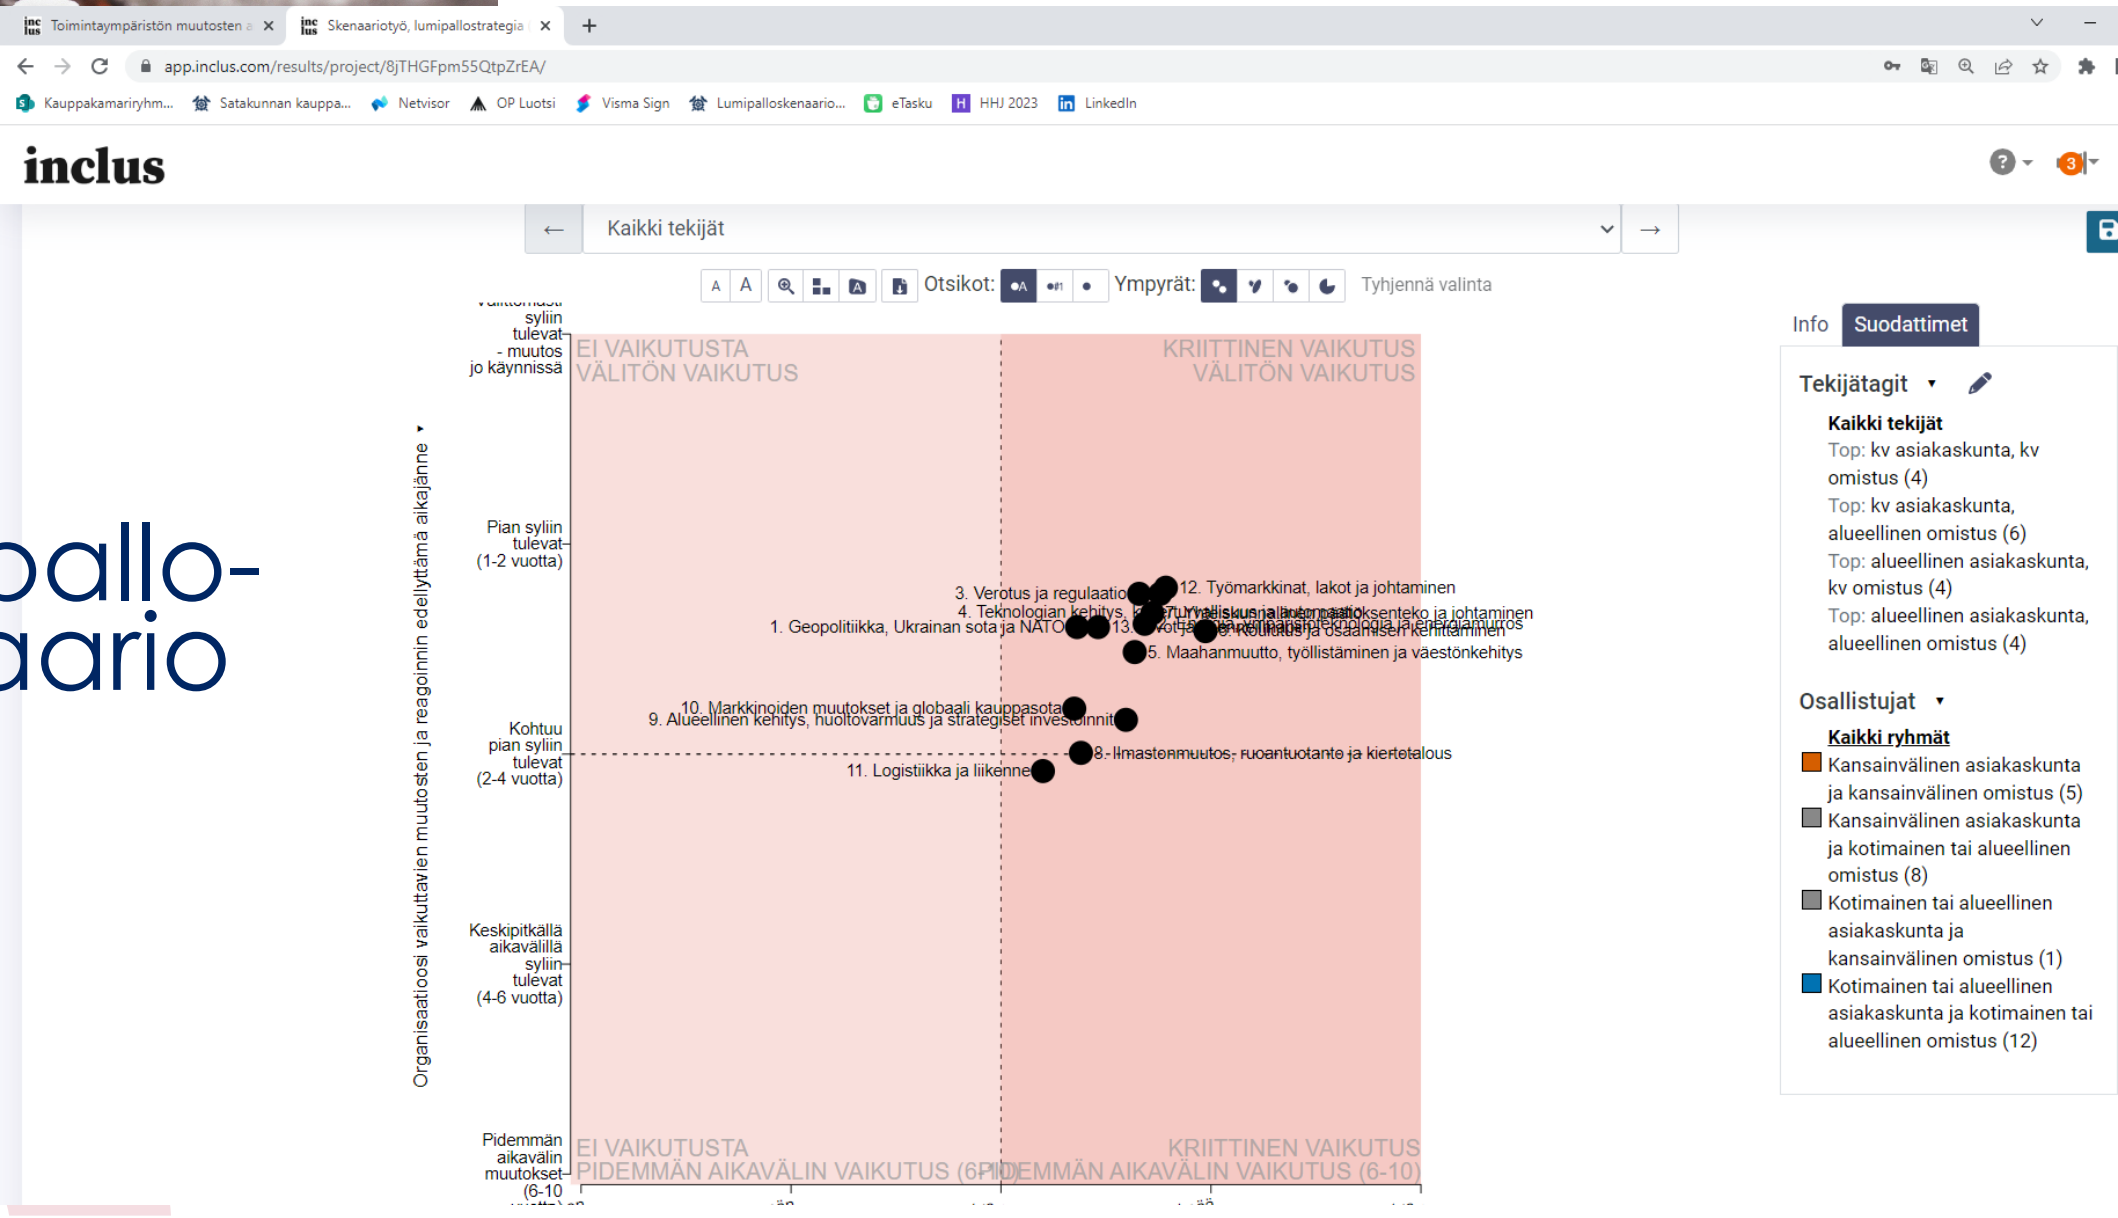 Toimintaympäristön muutosten a
Skenaariotyö, lumipallostrategia
app.inclus.com/results/project/8jTHGFpm55QtpZrEA/
Kauppakamariryhm...
Satakunnan kauppa...
Netvisor
OP Luotsi
Visma Sign
Lumipalloskenaario...
eTasku
HHJ 2023
LinkedIn
inclus
3
Kaikki tekijät
A A
Otsikot:
Ympyrät:
Tyhjennä valinta
Info
Suodattimet
Tekijätagit
Kaikki tekijät
Top: kv asiakaskunta, kv
omistus (4)
Top: kv asiakaskunta,
alueellinen omistus (6)
Top: alueellinen asiakaskunta,
kv omistus (4)
Top: alueellinen asiakaskunta,
alueellinen omistus (4)
Osallistujat
Kaikki ryhmät
Kansainvälinen asiakaskunta
ja kansainvälinen omistus (5)
Kansainvälinen asiakaskunta
ja kotimainen tai alueellinen
omistus (8)
Kotimainen tai alueellinen
asiakaskunta ja
kansainvälinen omistus (1)
Kotimainen tai alueellinen
asiakaskunta ja kotimainen tai
alueellinen omistus (12)
pallo-
aario
Organisaatioosi vaikuttavien muutosten ja reagoinnin edellyttämä aikajänne
syliin
tulevat
- muutos
jo käynnissä
Pian syliin
tulevat
(1-2 vuotta)
Kohtuu
pian syliin
tulevat
(2-4 vuotta)
Keskipitkällä
aikavälillä
syliin
tulevat
(4-6 vuotta)
Pidemmän
aikavälin
muutokset
(6-10
EI VAIKUTUSTA
VÄLITÖN VAIKUTUS
KRIITTINEN VAIKUTUS
VÄLITÖN VAIKUTUS
12. Työmarkkinat, lakot ja johtaminen
3. Verotus ja regulaatio
4. Teknologian kehitys,
1. Geopolitiikka, Ukrainan sota ja NATO
5. Maahanmuutto, työllistäminen ja väestönkehitys
10. Markkinoiden muutokset ja globaali kauppasota
9. Alueellinen kehitys, huoltovarmuus ja strategiset investoinnit
8. Ilmastonmuutos, ruoantuotanto ja kiertotalous
11. Logistiikka ja liikenne
EI VAIKUTUSTA
PIDEMMÄN AIKAVÄLIN VAIKUTUS
KRIITTINEN VAIKUTUS
PIDEMMÄN AIKAVÄLIN VAIKUTUS (6-10)